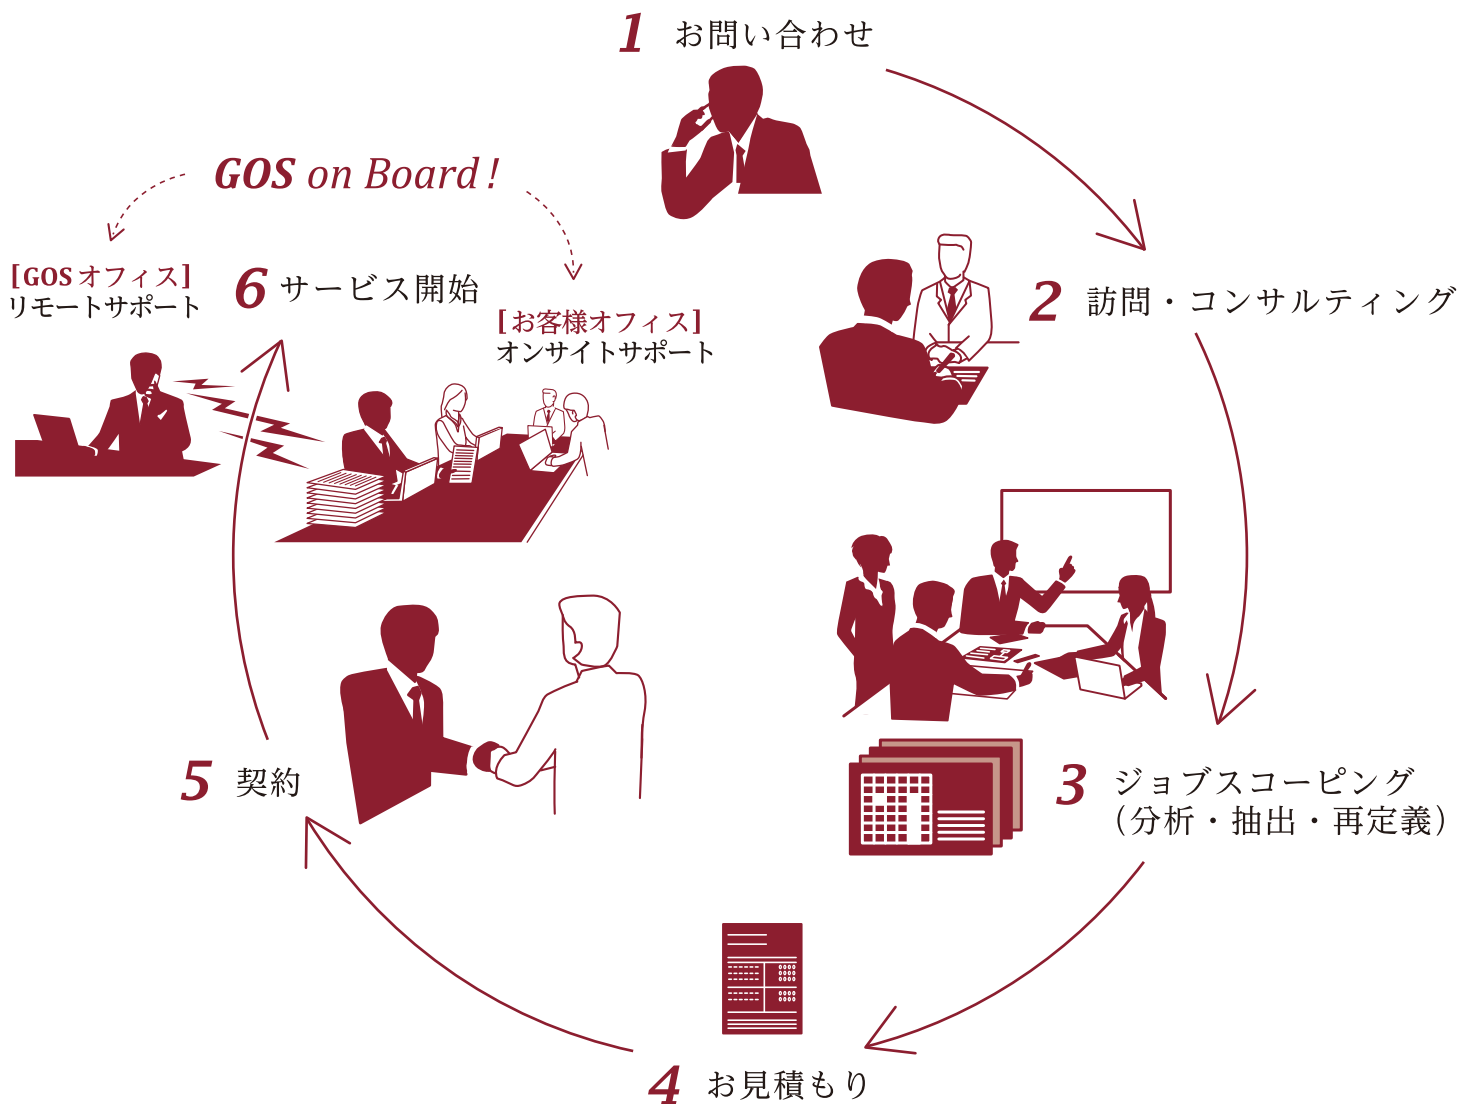 1 お問い合わせ
2 訪問・コンサルティング
3 ジョブスコーピング
（分析・抽出・再定義）
4 お見積もり
5 契約
6 サービス開始
GOS on Board !
[GOSオフィス]
リモートサポート
[お客様オフィス]
オンサイトサポート